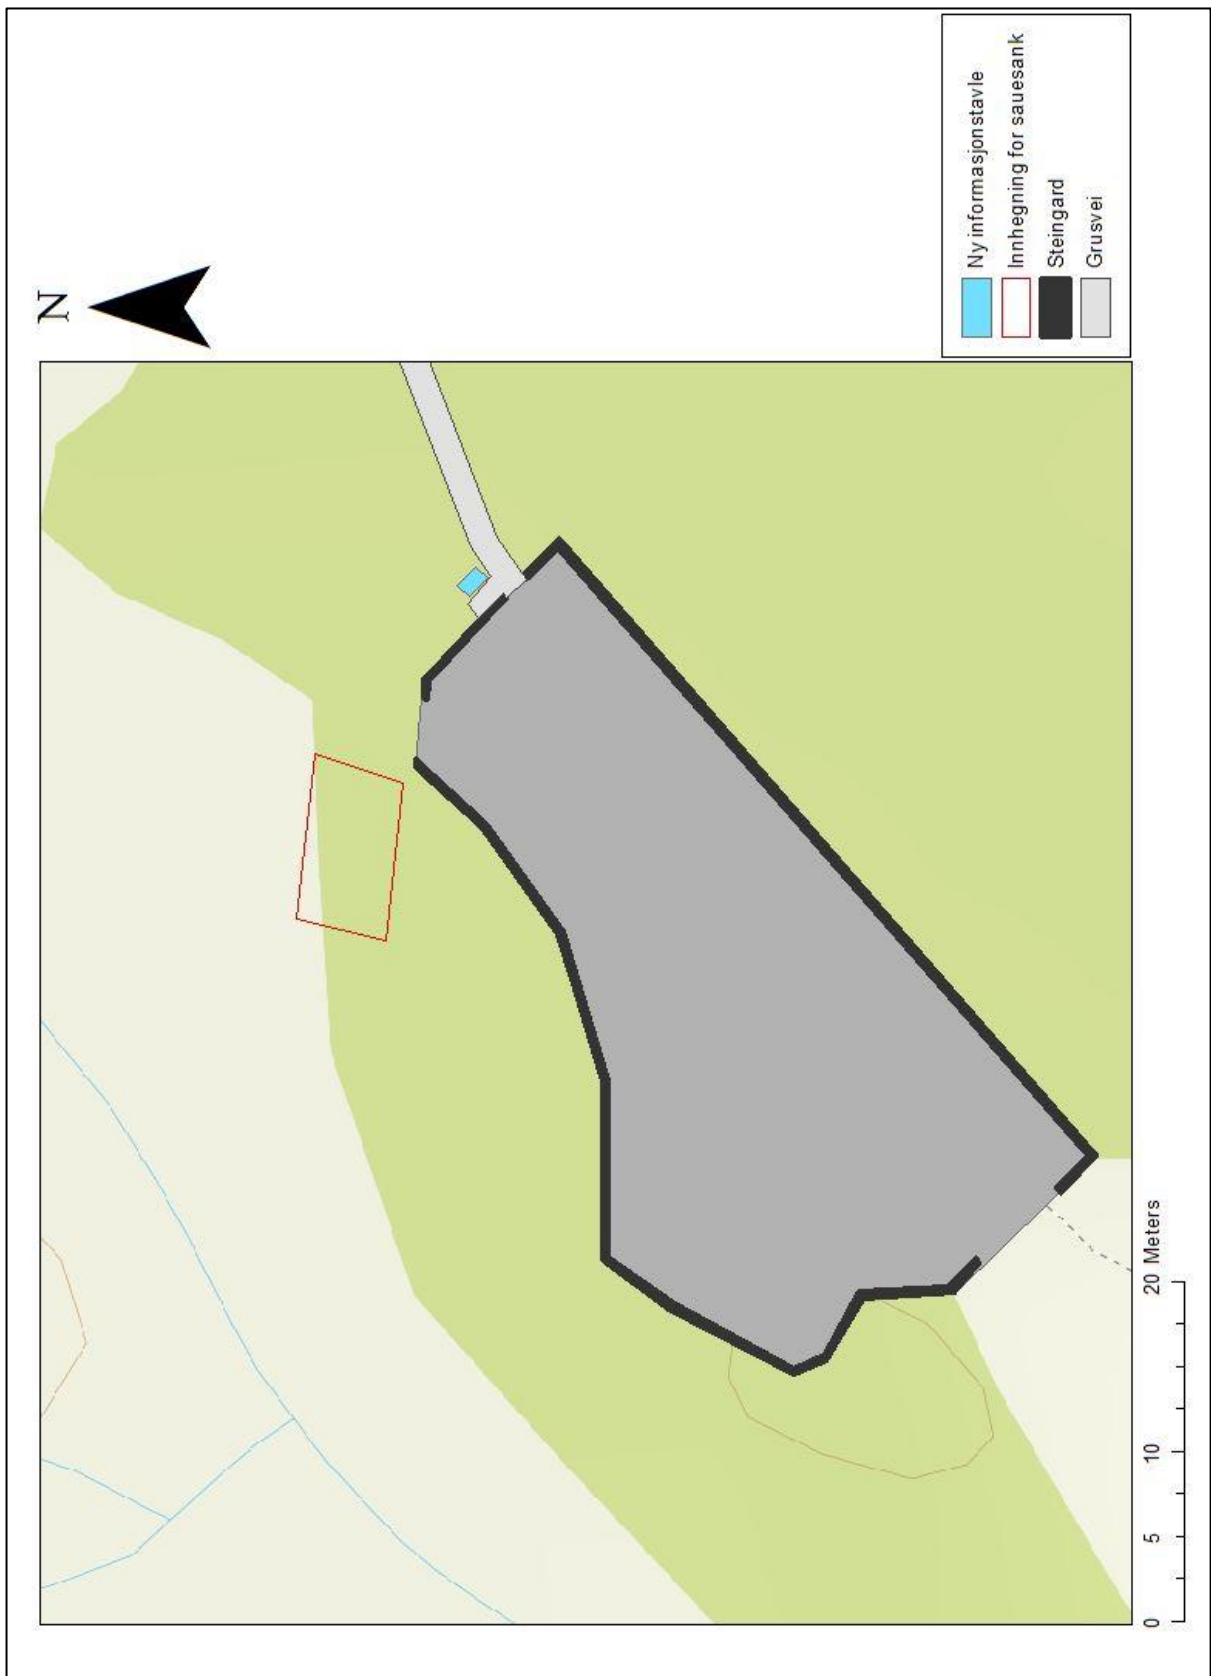 N
Ny informasjonstavle
Innhegning for sauesank
Steingard
Grusvei
0 5 10 20 Meters